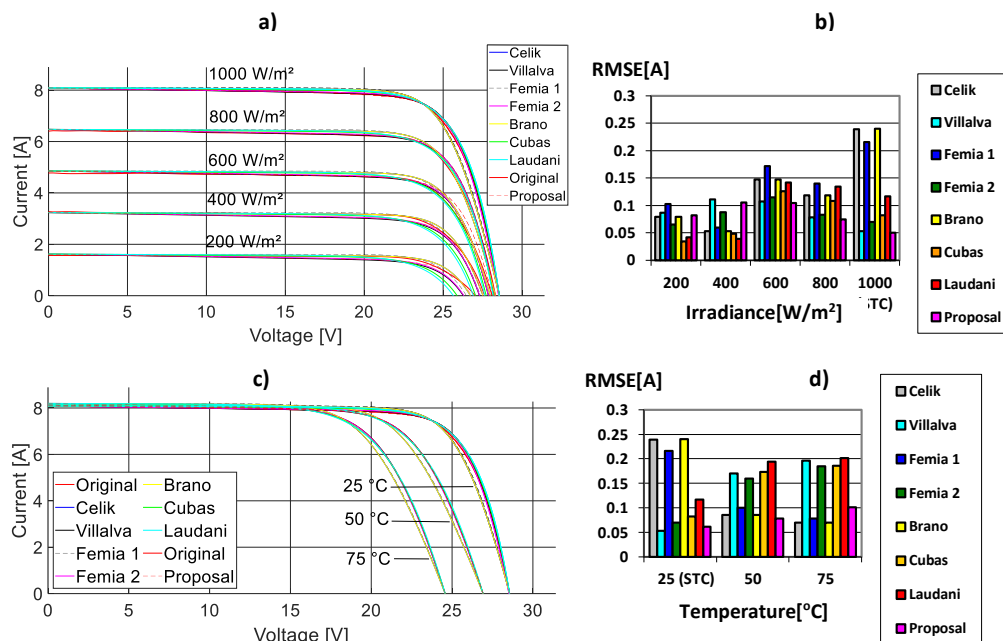 a)
Current [A]
8
6
4
2
0
1000 W/m²
800 W/m²
600 W/m²
400 W/m²
200 W/m²
0 5 10 15 20 25 30
Voltage [V]
Celik
Villalva
Femia 1
Femia 2
Brano
Cubas
Laudani
Original
Proposal
b)
RMSE[A]
0.3
0.25
0.2
0.15
0.1
0.05
0
200 400 600 800 1000
STC)
Irradiance[W/m²]
Celik
Villalva
Femia 1
Femia 2
Brano
Cubas
Laudani
Proposal
c)
Current [A]
8
6
4
2
0
25 °C
50 °C
75 °C
Original Brano
Celik Cubas
Villalva Laudani
Femia 1 Original
Femia 2 Proposal
0 5 10 15 20 25 30
Voltage [V]
d)
RMSE[A]
0.3
0.25
0.2
0.15
0.1
0.05
0
25 (STC) 50 75
Temperature[°C]
Celik
Villalva
Femia 1
Femia 2
Brano
Cubas
Laudani
Proposal